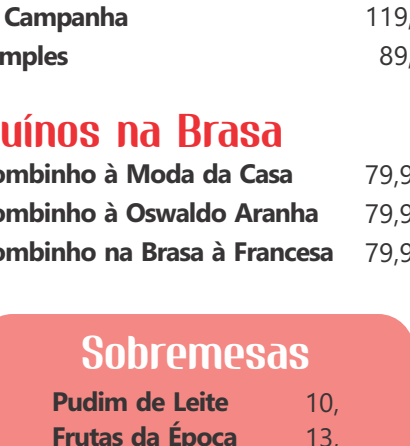 Campanha 119,
mples 89,
uínos na Brasa
ombinho à Moda da Casa 79,9
ombinho à Oswaldo Aranha 79,9
ombinho na Brasa à Francesa 79,9
Sobremesas
Pudim de Leite 10,
Frutas da Época 13,